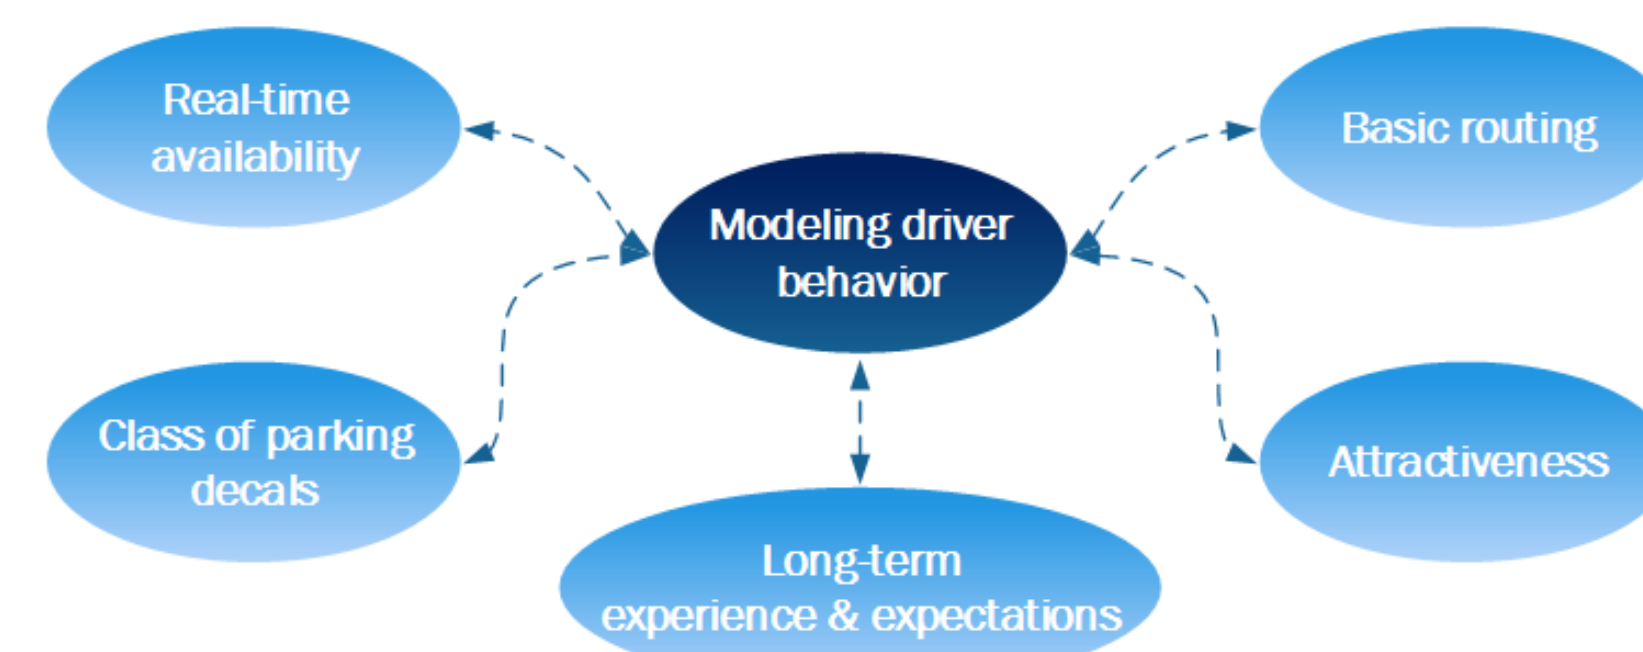 Real-time
availability
Basic routing
Modeling driver
behavior
Class of parking
decals
Attractiveness
Long-term
experience & expectations